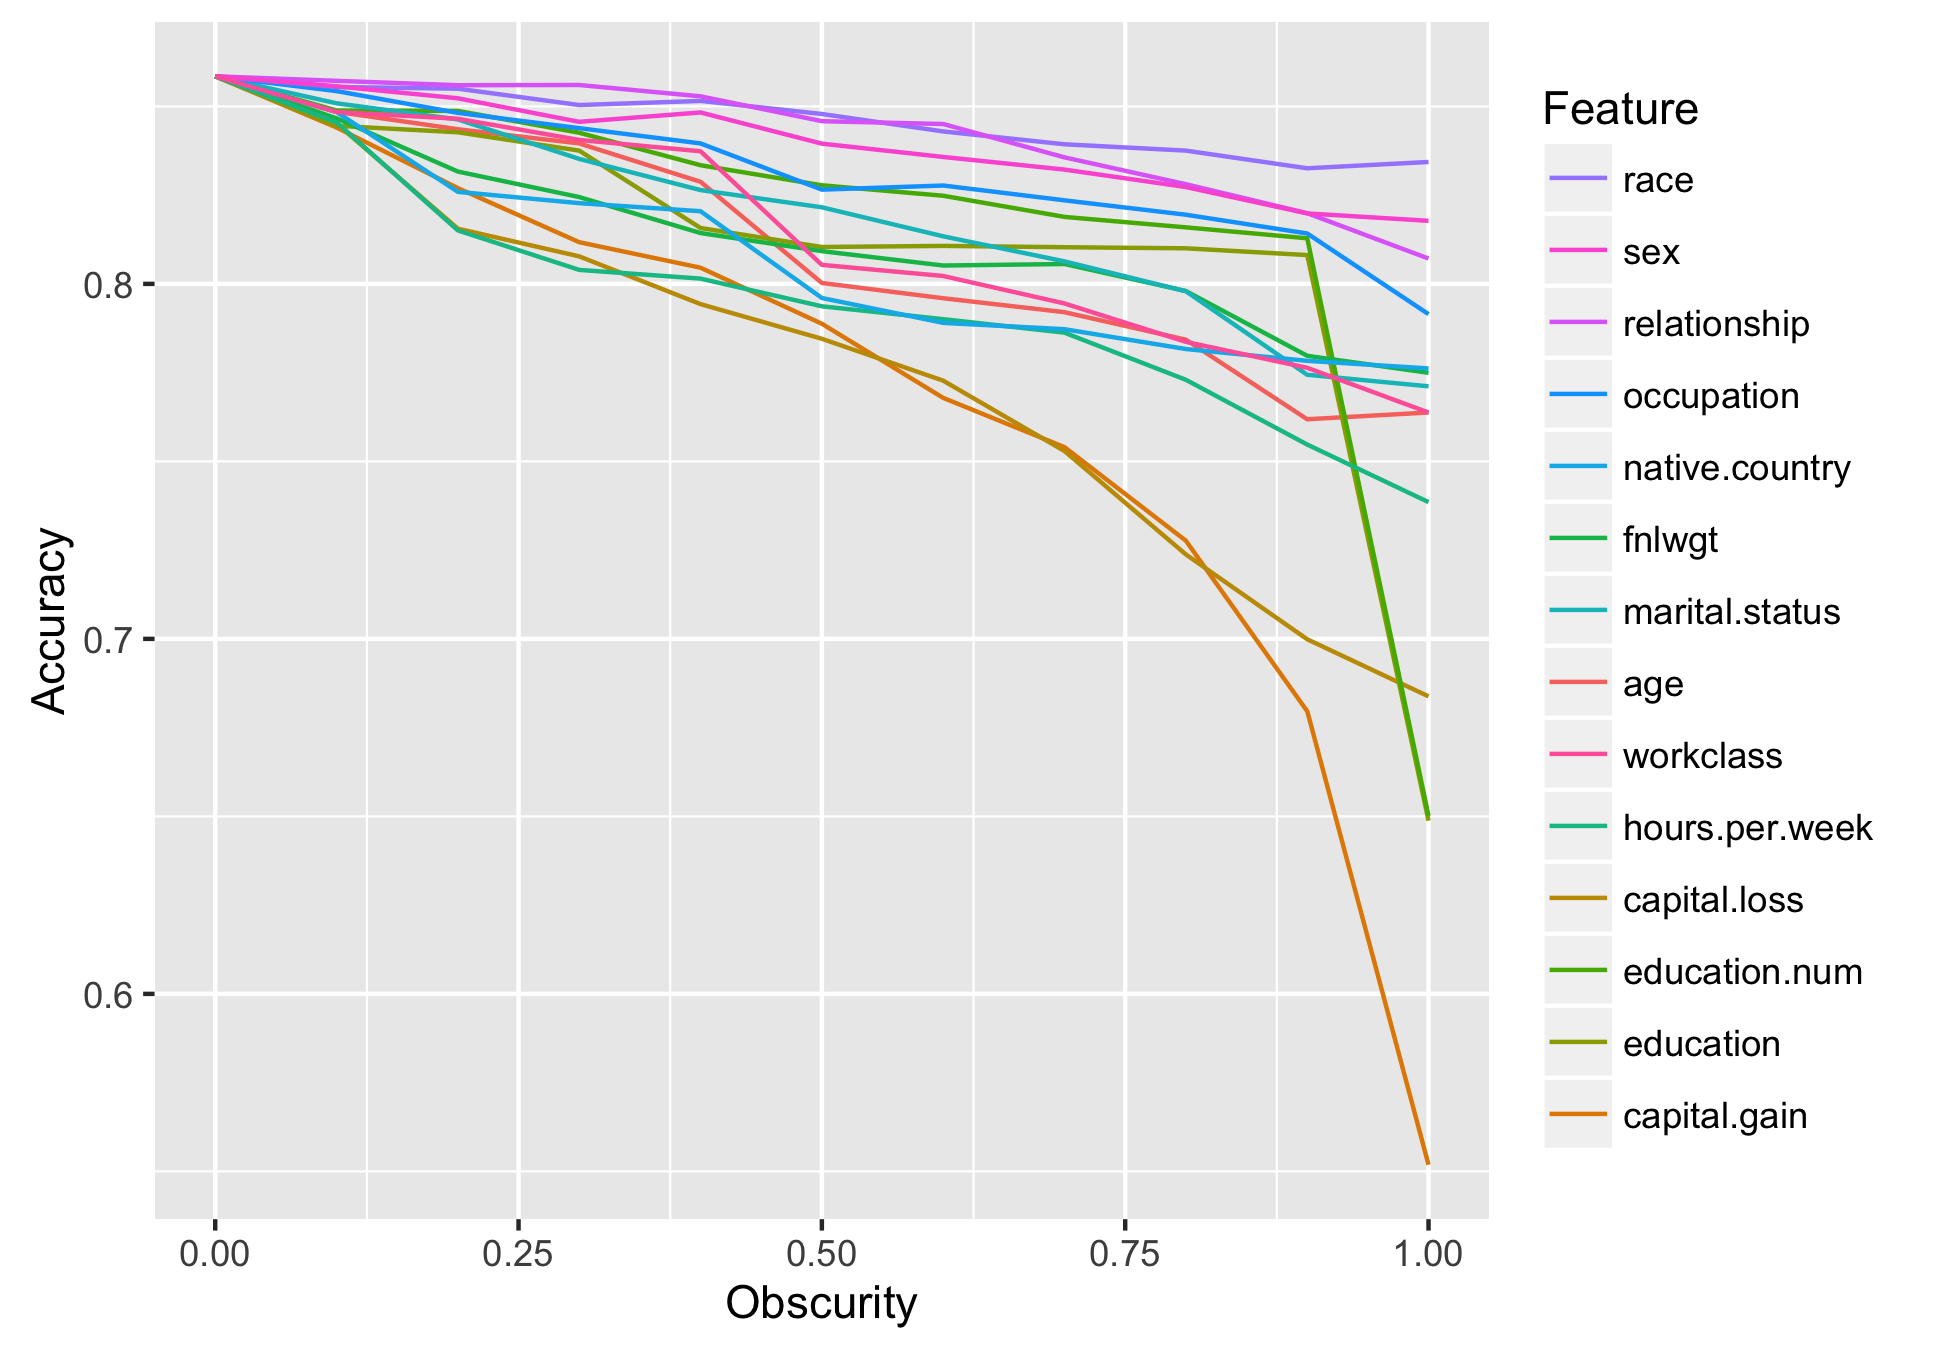 Feature
race
sex
relationship
occupation
native.country
fnlwgt
marital.status
age
workclass
hours.per.week
capital.loss
education.num
education
capital.gain
Accuracy
0.8
0.7
0.6
0.00 0.25 0.50 0.75 1.00
Obscurity